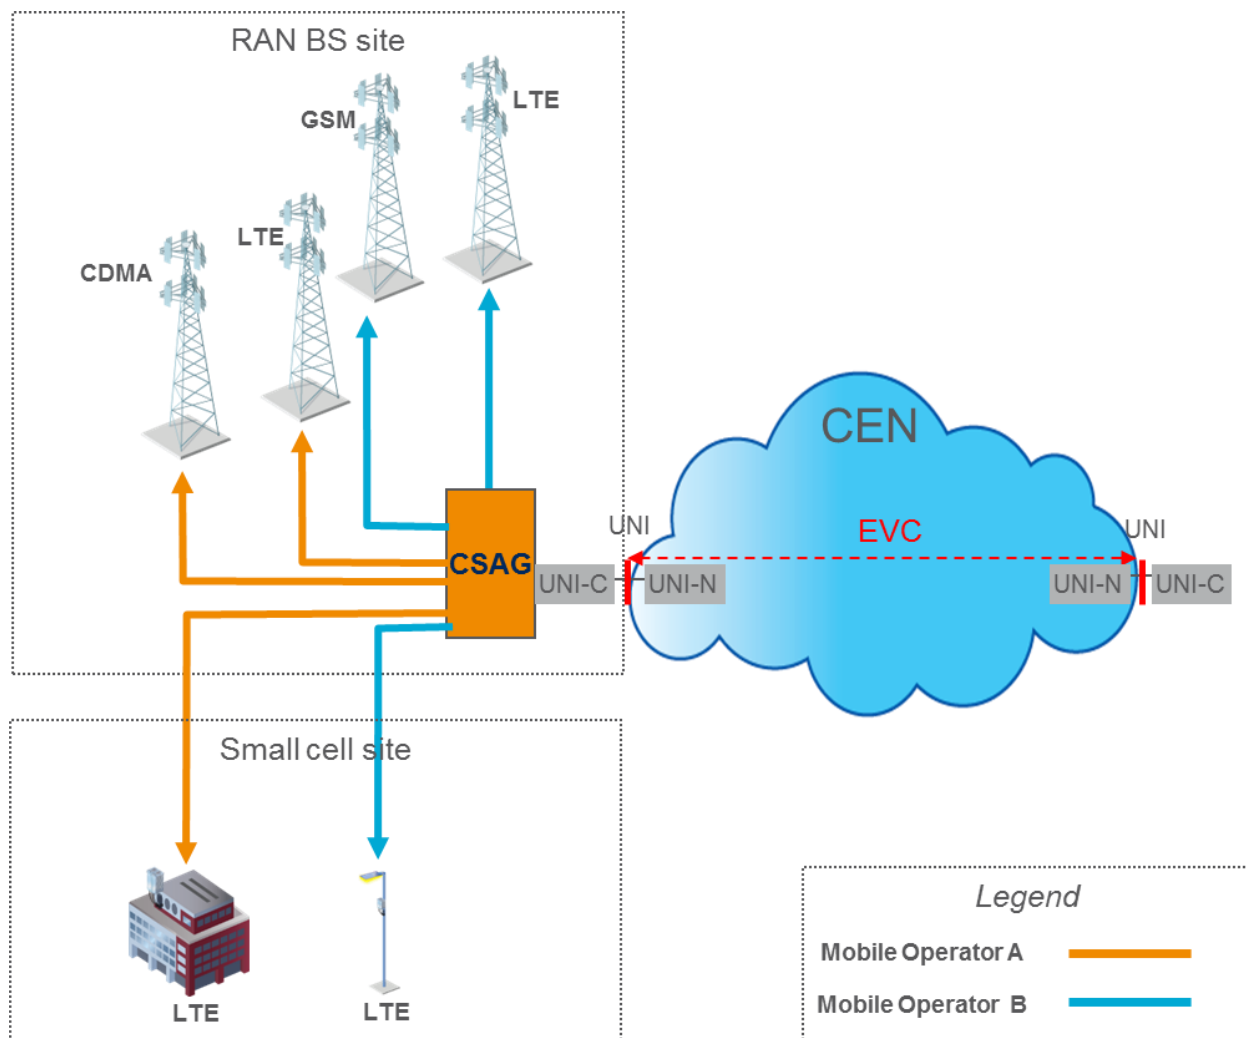 RAN BS site
LTE
GSM
LTE
CDMA
CEN
UNI
EVC
UNI
CSAG
UNI-C
UNI-N
UNI-N
UNI-C
Small cell site
Legend
Mobile Operator A
Mobile Operator B
LTE
LTE